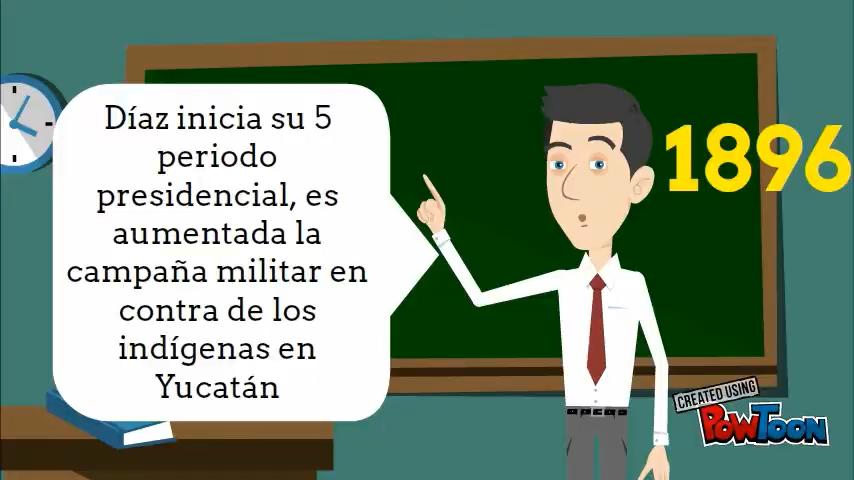 Díaz inicia su 5
periodo
presidencial, es
aumentada la
campaña militar en
contra de los
indígenas en
Yucatán
1896
CREATED USING
POWTOON